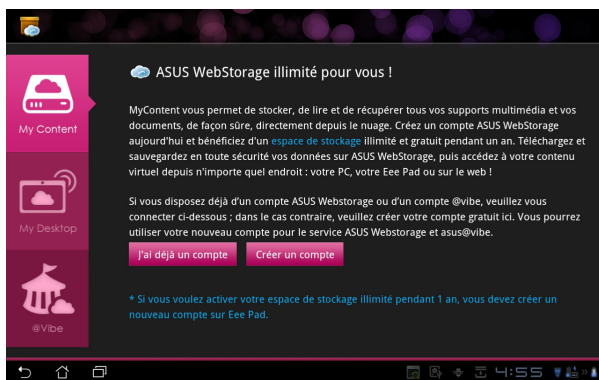 ASUS WebStorage illimité pour vous !
My Content
MyContent vous permet de stocker, de lire et de récupérer tous vos supports multimédia et vos
documents, de façon sûre, directement depuis le nuage. Créez un compte ASUS WebStorage
aujourd'hui et bénéficiez d'un espace de stockage illimité et gratuit pendant un an. Téléchargez et
sauvegardez en toute sécurité vos données sur ASUS WebStorage, puis accédez à votre contenu
virtuel depuis n'importe quel endroit : votre PC, votre Eee Pad ou sur le web !
My Desktop
Si vous disposez déjà d'un compte ASUS Webstorage ou d'un compte @vibe, veuillez vous
connecter ci-dessous ; dans le cas contraire, veuillez créer votre compte gratuit ici. Vous pourrez
utiliser votre nouveau compte pour le service ASUS Webstorage et asus@vibe.
J'ai déjà un compte
Créer un compte
@Vibe
* Si vous voulez activer votre espace de stockage illimité pendant 1 an, vous devez créer un
nouveau compte sur Eee Pad.
4:55